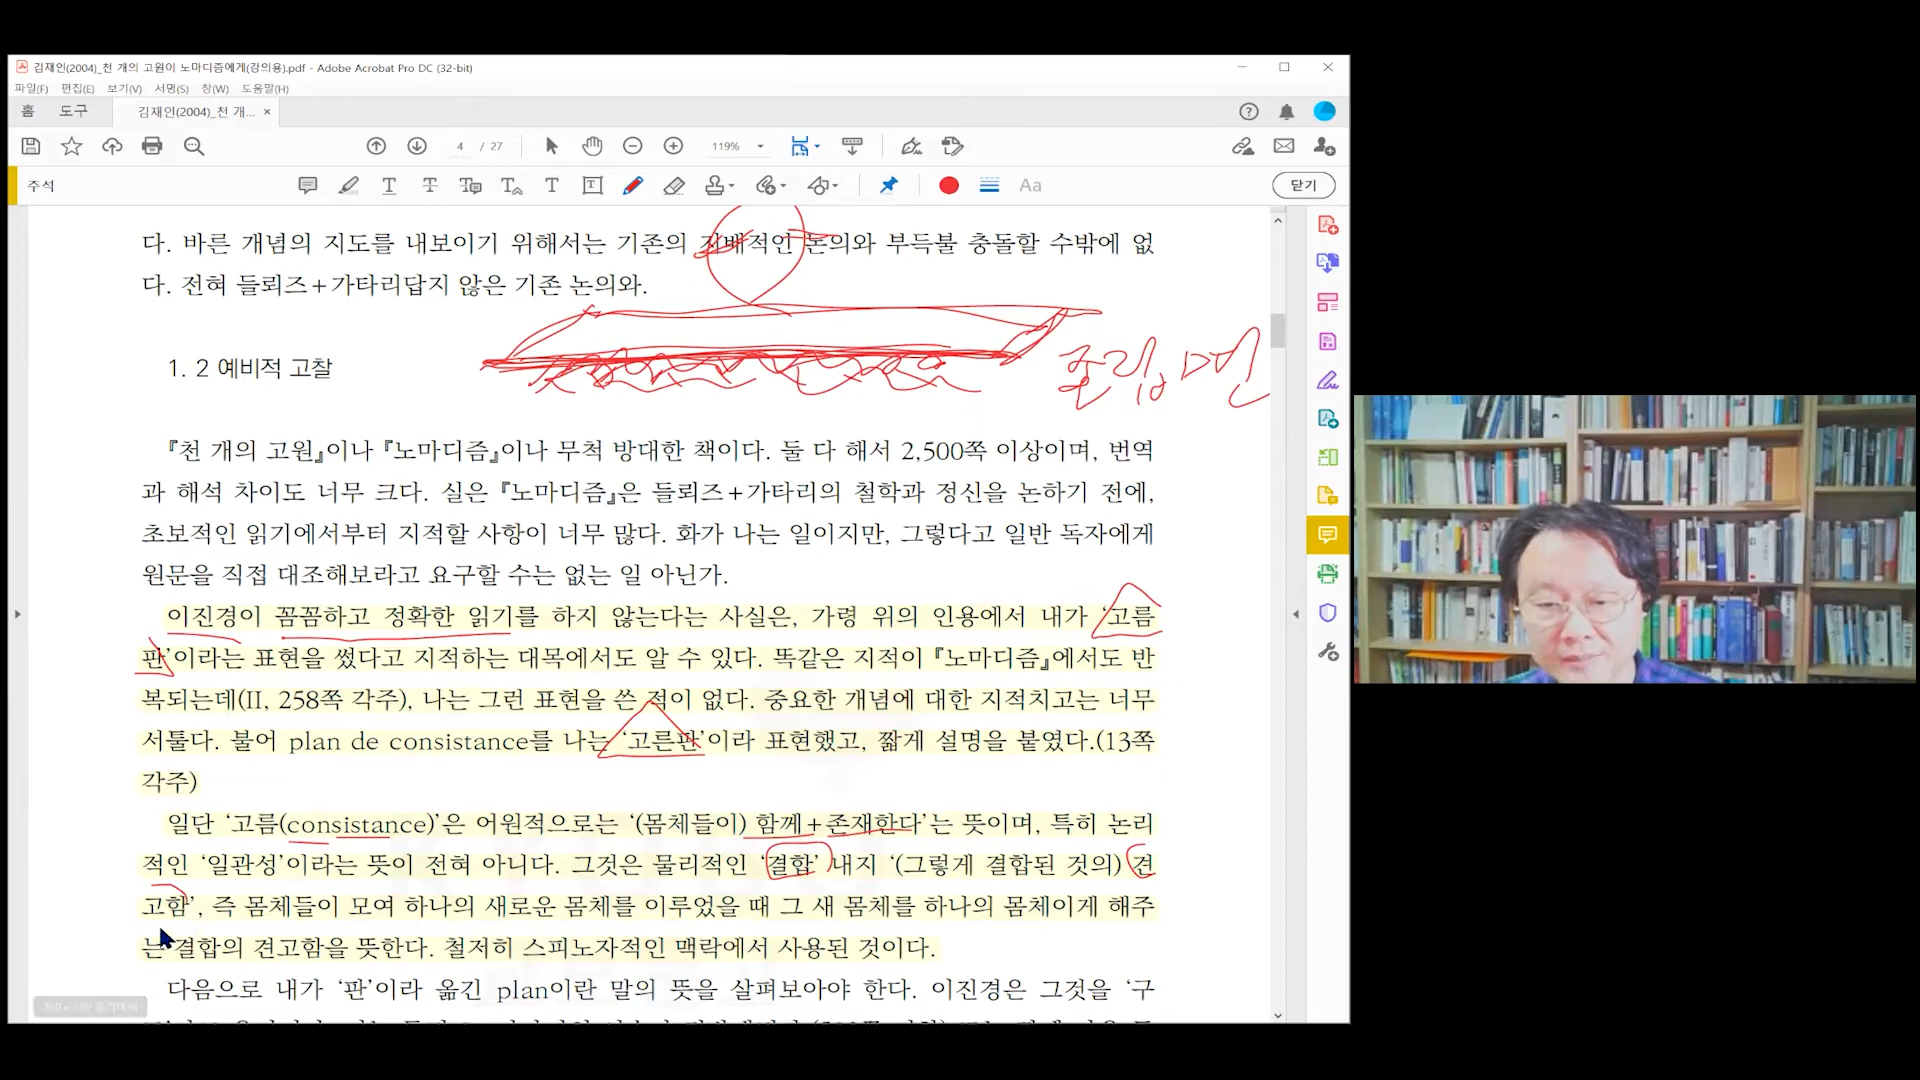 김재인(2004)_천 개의 고원이 노마디즘에게(강의용).pdf - Adobe Acrobat Pro DC (32-bit)
파일(F) 편집(E) 보기(V) 서명(S) 창(W) 도움말(H)
홈 도구 김재인(2004)_천 개... ×
4 / 27 119%
주석 Aa 닫기
다. 바른 개념의 지도를 내보이기 위해서는 기존의 지배적인 논의와 부득불 충돌할 수밖에 없
다. 전혀 들뢰즈+가타리답지 않은 기존 논의와.
1. 2 예비적 고찰
조립, 면
『천 개의 고원』이나 『노마디즘』이나 무척 방대한 책이다. 둘 다 해서 2,500쪽 이상이며, 번역
과 해석 차이도 너무 크다. 실은 『노마디즘』은 들뢰즈+가타리의 철학과 정신을 논하기 전에,
초보적인 읽기에서부터 지적할 사항이 너무 많다. 화가 나는 일이지만, 그렇다고 일반 독자에게
원문을 직접 대조해보라고 요구할 수는 없는 일 아닌가.
이진경이 꼼꼼하고 정확한 읽기를 하지 않는다는 사실은, 가령 위의 인용에서 내가 ‘고름
판’이라는 표현을 썼다고 지적하는 대목에서도 알 수 있다. 똑같은 지적이 『노마디즘』에서도 반
복되는데(II, 258쪽 각주), 나는 그런 표현을 쓴 적이 없다. 중요한 개념에 대한 지적치고는 너무
서툴다. 불어 plan de consistance를 나는 ‘고른판’이라 표현했고, 짧게 설명을 붙였다.(13쪽
각주)
일단 ‘고름(consistance)’은 어원적으로는 ‘(몸체들이) 함께+존재한다’는 뜻이며, 특히 논리
적인 ‘일관성’이라는 뜻이 전혀 아니다. 그것은 물리적인 ‘결합’ 내지 ‘(그렇게 결합된 것의) 견
고함’, 즉 몸체들이 모여 하나의 새로운 몸체를 이루었을 때 그 새 몸체를 하나의 몸체이게 해주
는 결합의 견고함을 뜻한다. 철저히 스피노자적인 맥락에서 사용된 것이다.
다음으로 내가 ‘판’이라 옮긴 plan이란 말의 뜻을 살펴보아야 한다. 이진경은 그것을 ‘구